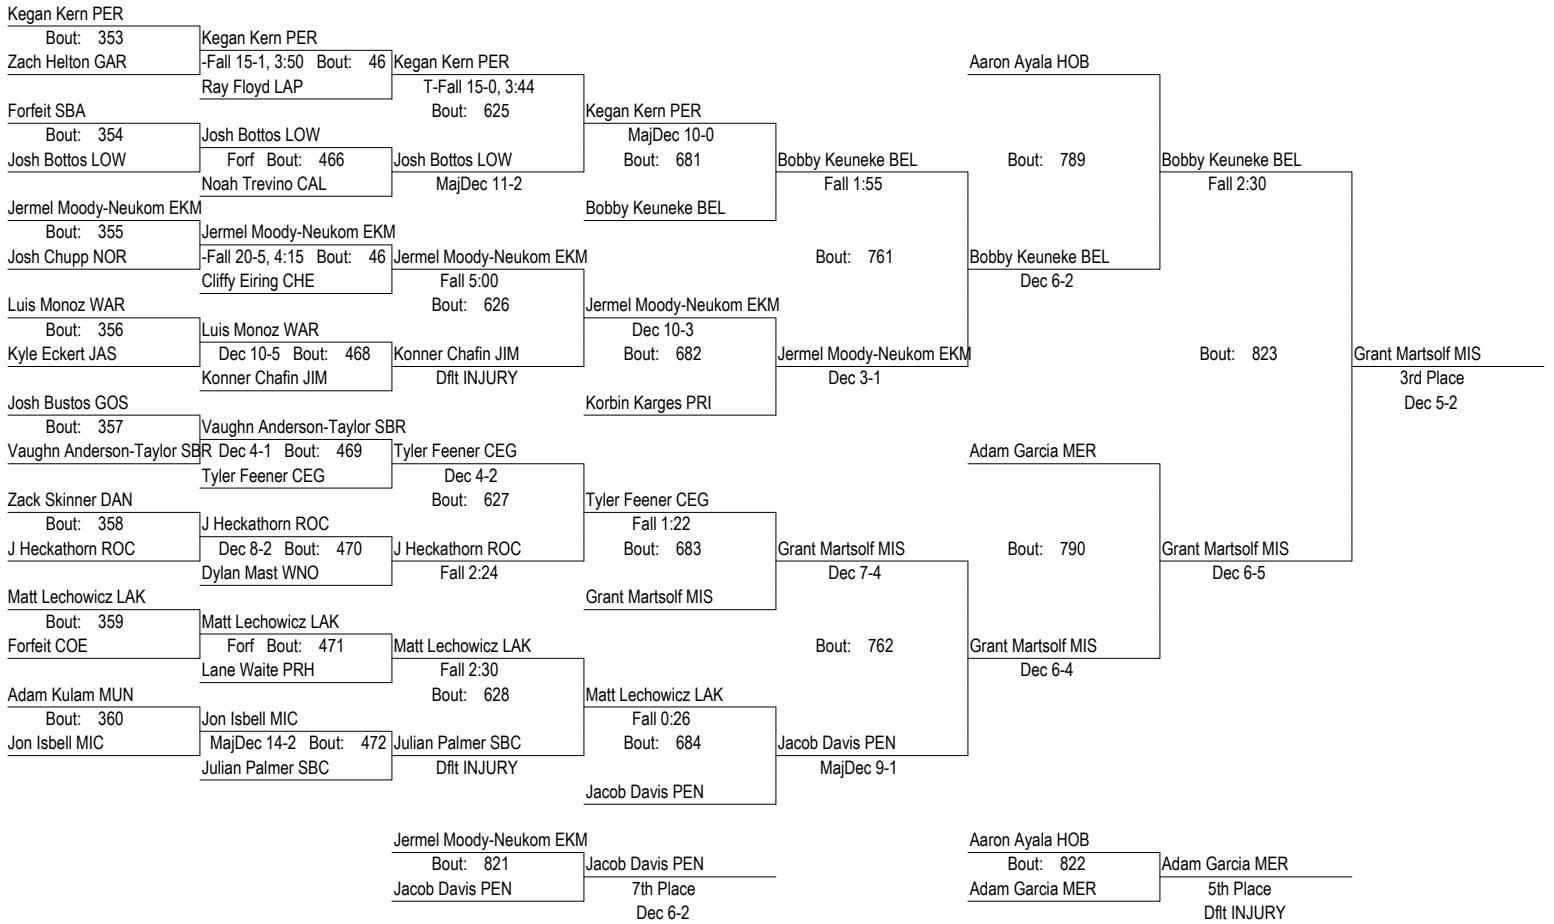 Kegan Kern PER
Bout: 353 Kegan Kern PER
Zach Helton GAR -Fall 15-1, 3:50 Bout: 46 Kegan Kern PER Aaron Ayala HOB
Ray Floyd LAP T-Fall 15-0, 3:44
Forfeit SBA Bout: 625 Kegan Kern PER
Bout: 354 Josh Bottos LOW MajDec 10-0
Josh Bottos LOW Forf Bout: 466 Josh Bottos LOW Bout: 681 Bobby Keuneke BEL Bout: 789 Bobby Keuneke BEL
Noah Trevino CAL MajDec 11-2 Fall 1:55 Fall 2:30
Jermel Moody-Neukom EKM Bobby Keuneke BEL
Bout: 355 Jermel Moody-Neukom EKM
Josh Chupp NOR -Fall 20-5, 4:15 Bout: 46 Jermel Moody-Neukom EKM Bout: 761 Bobby Keuneke BEL
Cliffy Eiring CHE Fall 5:00 Dec 6-2
Luis Monoz WAR Bout: 626 Jermel Moody-Neukom EKM
Bout: 356 Luis Monoz WAR Dec 10-3
Kyle Eckert JAS Dec 10-5 Bout: 468 Konner Chafin JIM Bout: 682 Jermel Moody-Neukom EKM Bout: 823 Grant Martsolf MIS
Konner Chafin JIM Dflt INJURY Dec 3-1 3rd Place
Josh Bustos GOS Korbin Karges PRI Dec 5-2
Bout: 357 Vaughn Anderson-Taylor SBR
Vaughn Anderson-Taylor SBR Dec 4-1 Bout: 469 Tyler Feener CEG Adam Garcia MER
Tyler Feener CEG Dec 4-2
Zack Skinner DAN Bout: 627 Tyler Feener CEG
Bout: 358 J Heckathorn ROC Fall 1:22
J Heckathorn ROC Dec 8-2 Bout: 470 J Heckathorn ROC Bout: 683 Grant Martsolf MIS Bout: 790 Grant Martsolf MIS
Dylan Mast WNO Fall 2:24 Dec 7-4 Dec 6-5
Matt Lechowicz LAK Grant Martsolf MIS
Bout: 359 Matt Lechowicz LAK
Forfeit COE Forf Bout: 471 Matt Lechowicz LAK Bout: 762 Grant Martsolf MIS
Lane Waite PRH Fall 2:30 Dec 6-4
Adam Kulam MUN Bout: 628 Matt Lechowicz LAK
Bout: 360 Jon Isbell MIC Fall 0:26
Jon Isbell MIC MajDec 14-2 Bout: 472 Julian Palmer SBC Bout: 684 Jacob Davis PEN
Julian Palmer SBC Dflt INJURY MajDec 9-1
Jacob Davis PEN
Jermel Moody-Neukom EKM Aaron Ayala HOB
Bout: 821 Jacob Davis PEN Bout: 822 Adam Garcia MER
Jacob Davis PEN 7th Place Adam Garcia MER 5th Place
Dec 6-2 Dflt INJURY